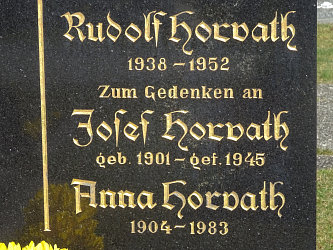 Rudolf Horvath
1938 – 1952
Zum Gedenken an
Josef Horvath
geb. 1901 – gef. 1945
Anna Horvath
1904 – 1983